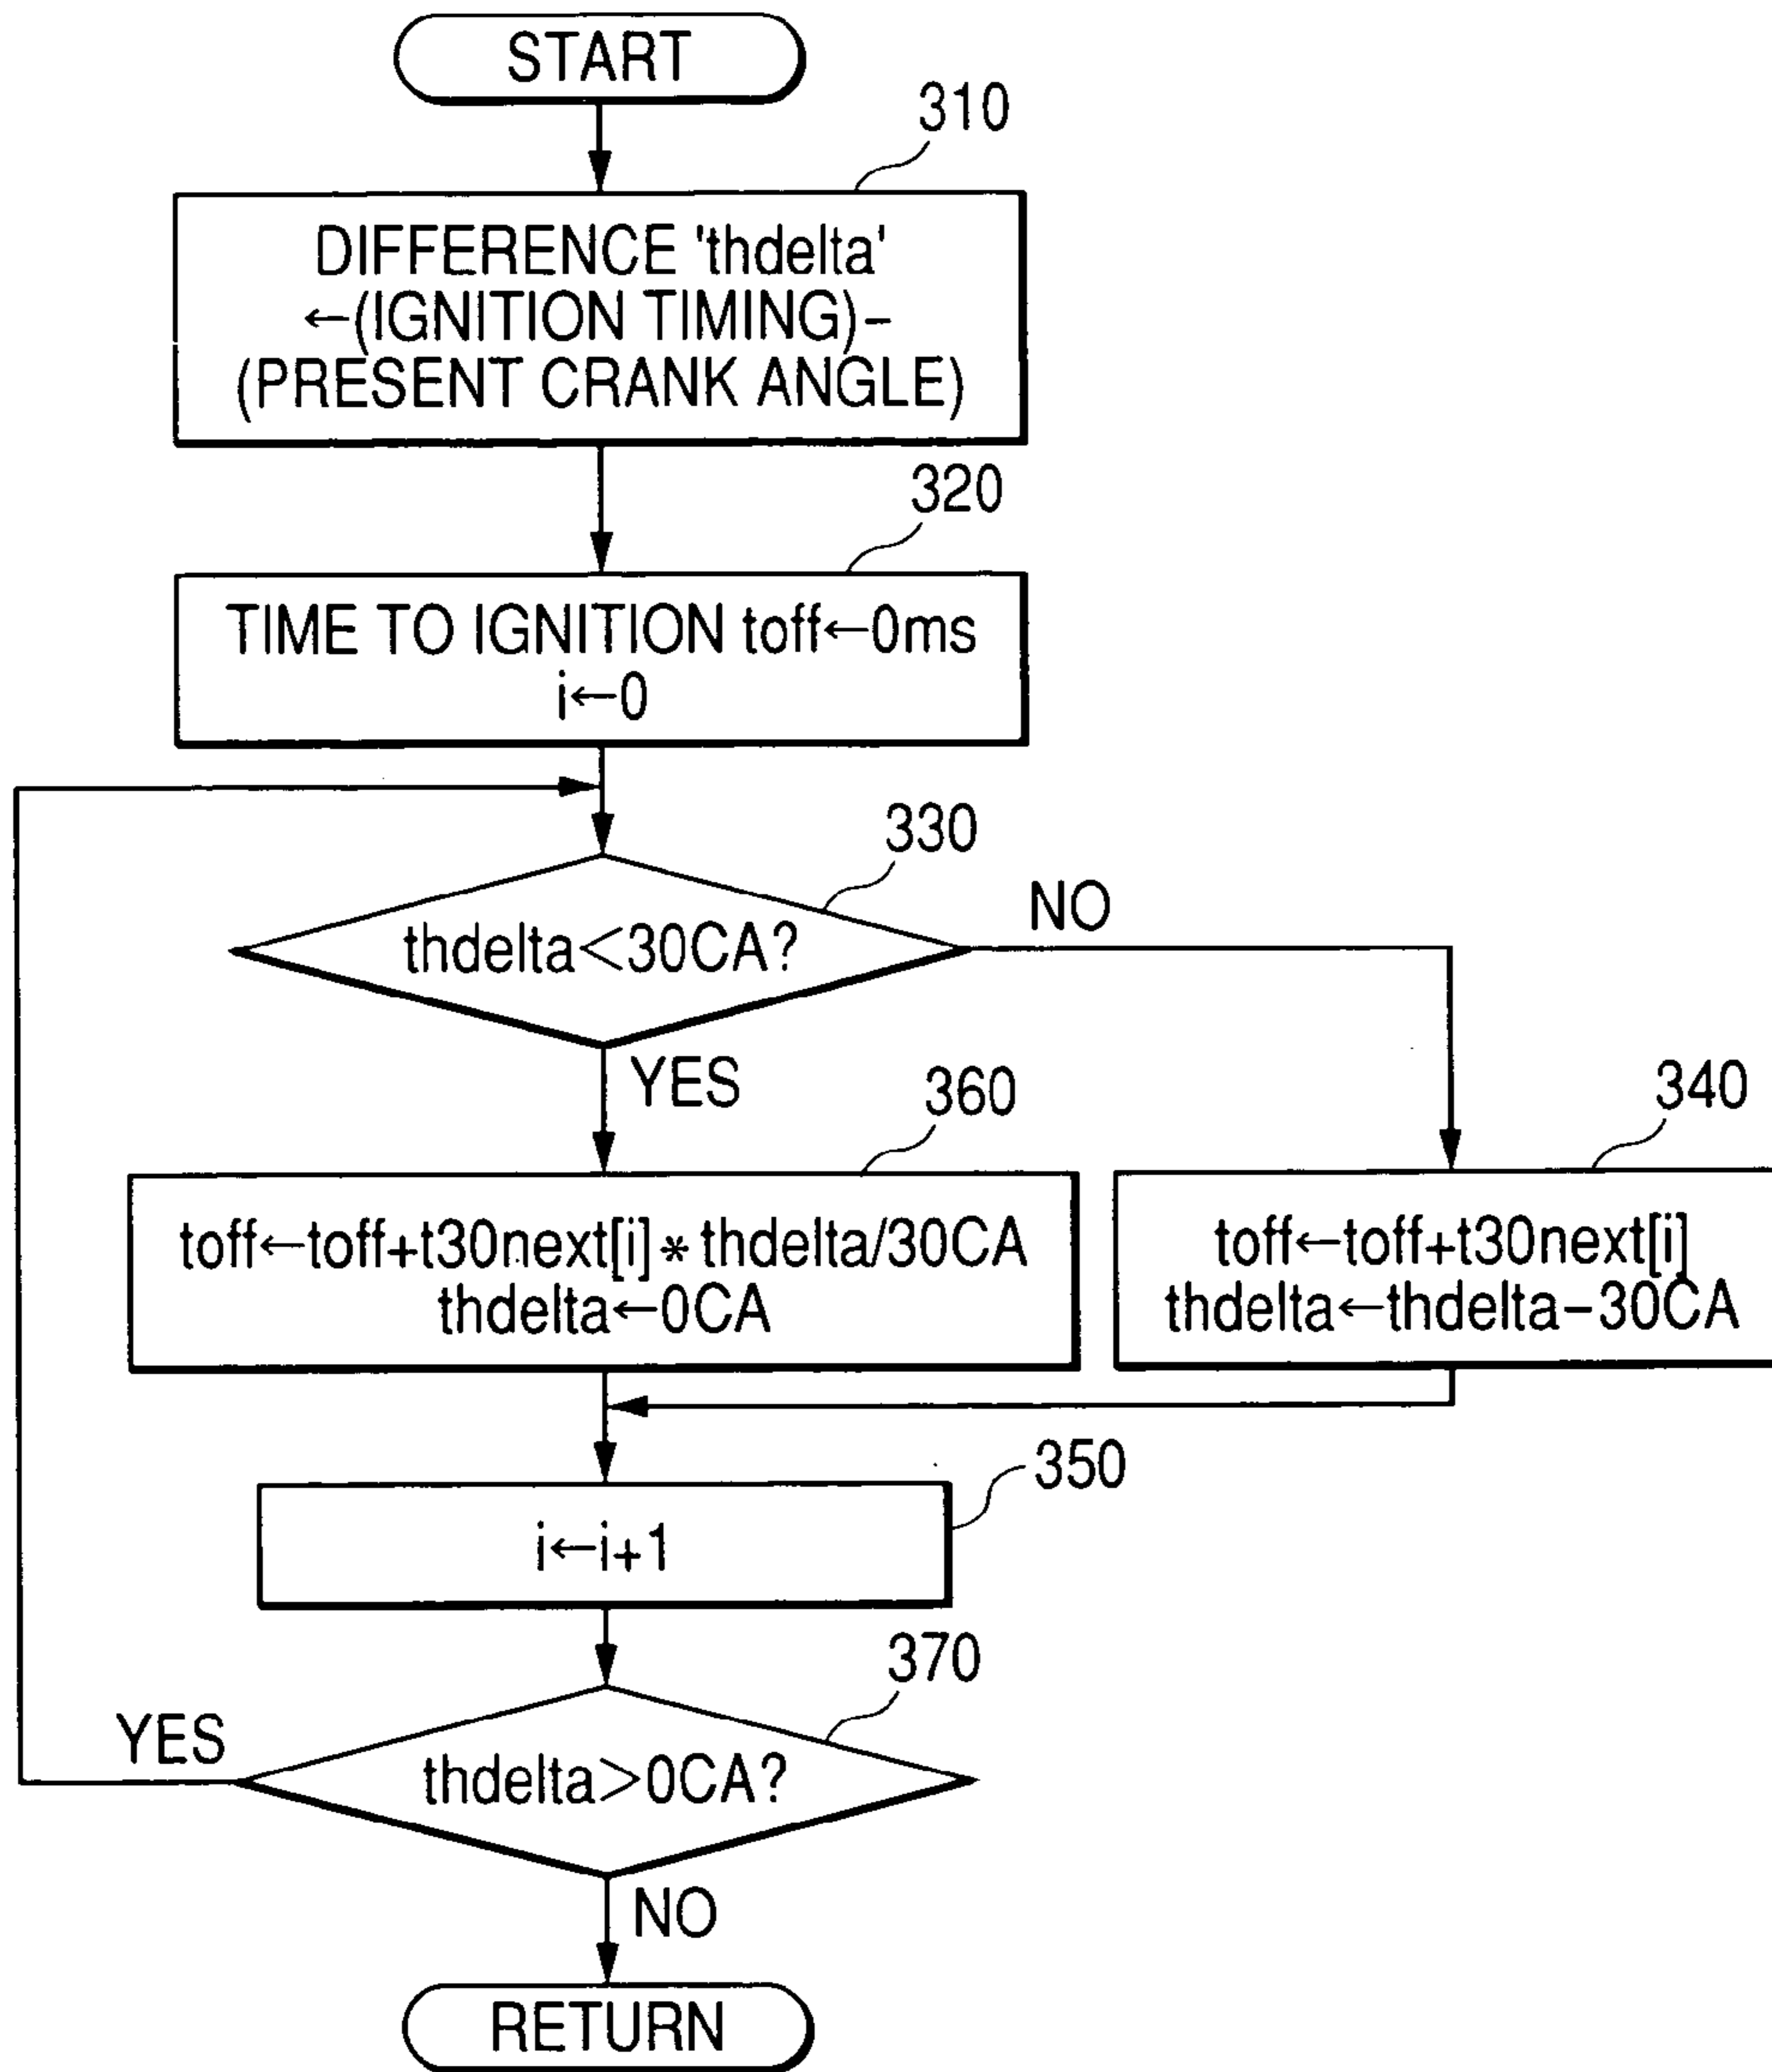 START
310
DIFFERENCE 'thdelta'
←(IGNITION TIMING)–
(PRESENT CRANK ANGLE)
320
TIME TO IGNITION toff←0ms
i←0
330
thdelta<30CA?
NO
YES
360
toff←toff+t30next[i]*thdelta/30CA
thdelta←0CA
340
toff←toff+t30next[i]
thdelta←thdelta–30CA
350
i←i+1
370
thdelta>0CA?
YES
NO
RETURN